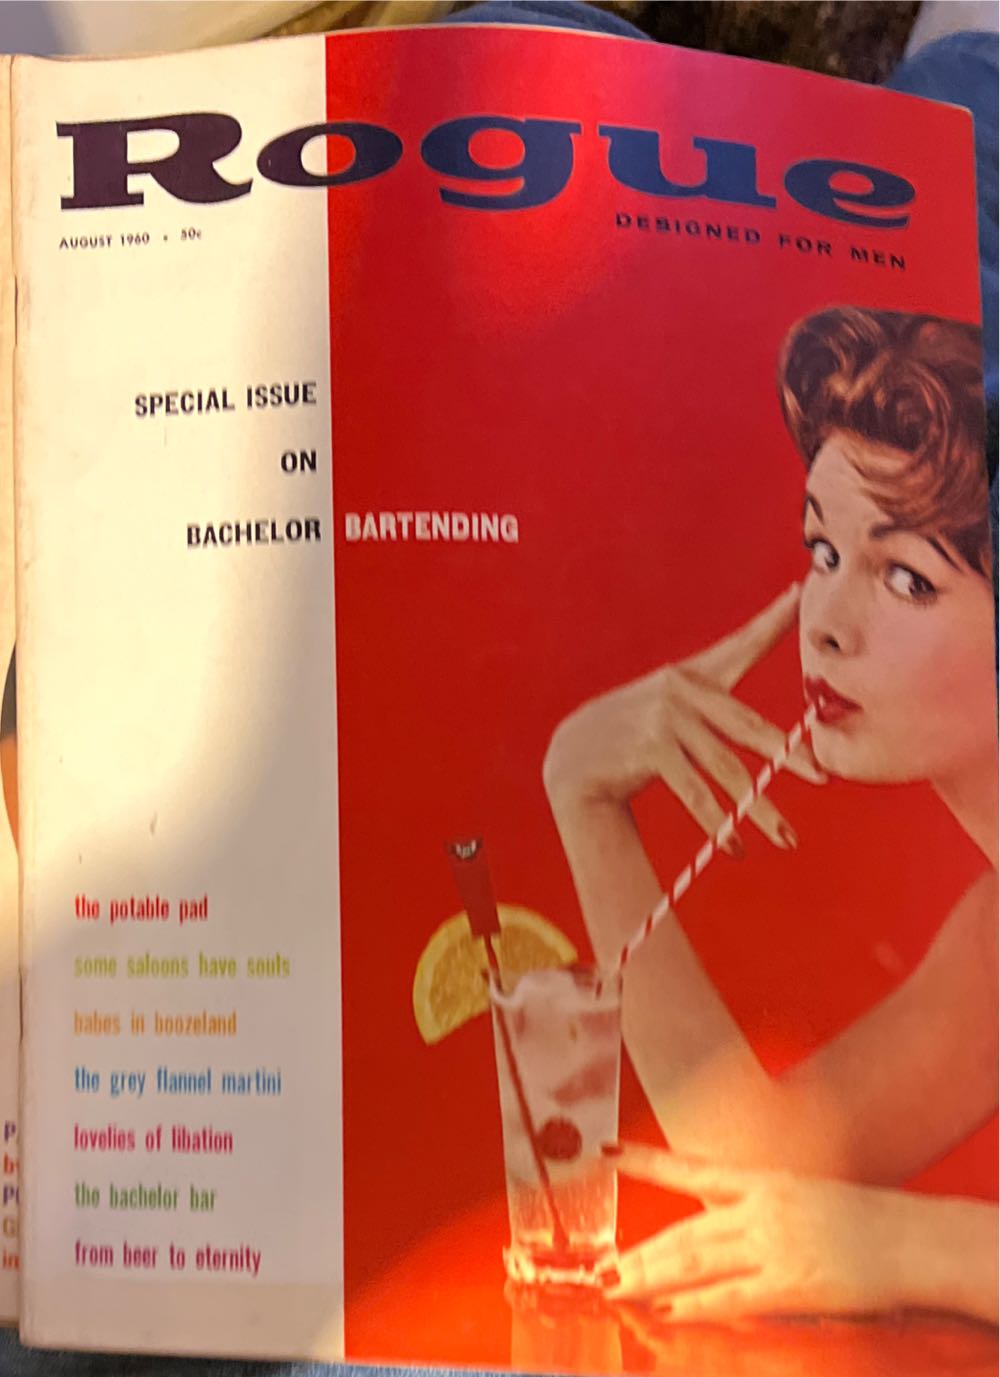 Rogue
DESIGNED FOR MEN
AUGUST 1960 • 50c
SPECIAL ISSUE
ON
BACHELOR BARTENDING
the potable pad
some saloons have souls
babes in boozeland
the grey flannel martini
lovelies of libation
the bachelor bar
from beer to eternity